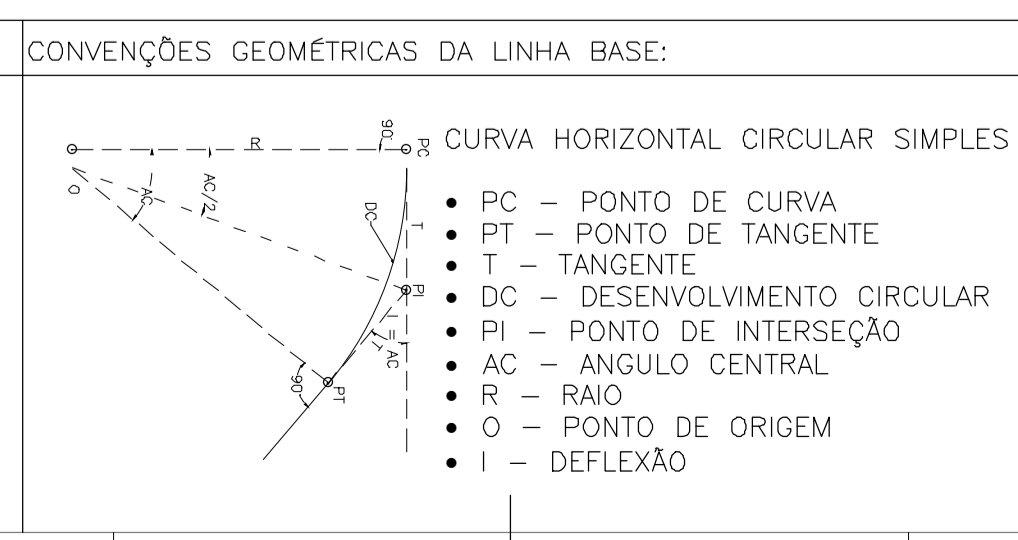 CONVENÇÕES GEOMÉTRICAS DA LINHA BASE:
CURVA HORIZONTAL CIRCULAR SIMPLES
• PC – PONTO DE CURVA
• PT – PONTO DE TANGENTE
• T – TANGENTE
• DC – DESENVOLVIMENTO CIRCULAR
• PI – PONTO DE INTERSEÇÃO
• AC – ANGULO CENTRAL
• R – RAIO
• O – PONTO DE ORIGEM
• I – DEFLEXÃO
R
90°
PC
O
AC
AC/2
DC
T
PI
I = AC
T
90°
PT